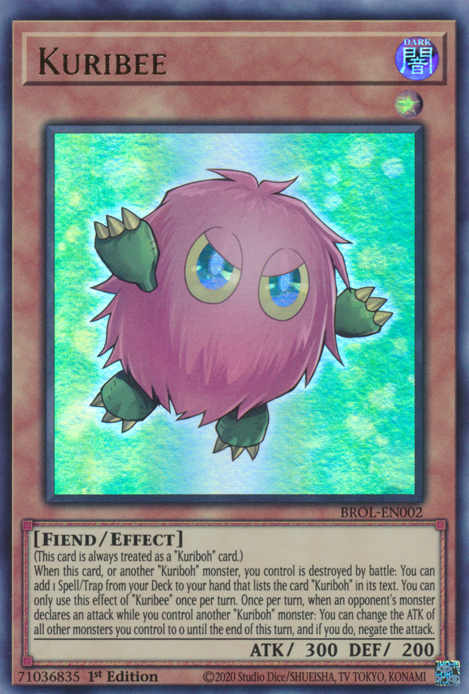 KURIBEE
DARK
闇
BROL-EN002
[FIEND/EFFECT]
(This card is always treated as a "Kuriboh" card.)
When this card, or another "Kuriboh" monster, you control is destroyed by battle: You can
add 1 Spell/Trap from your Deck to your hand that lists the card "Kuriboh" in its text. You can
only use this effect of "Kuribee" once per turn. Once per turn, when an opponent's monster
declares an attack while you control another "Kuriboh" monster: You can change the ATK of
all other monsters you control to 0 until the end of this turn, and if you do, negate the attack.
ATK/ 300 DEF/ 200
71036835 1st Edition ©2020 Studio Dice/SHUEISHA, TV TOKYO, KONAMI